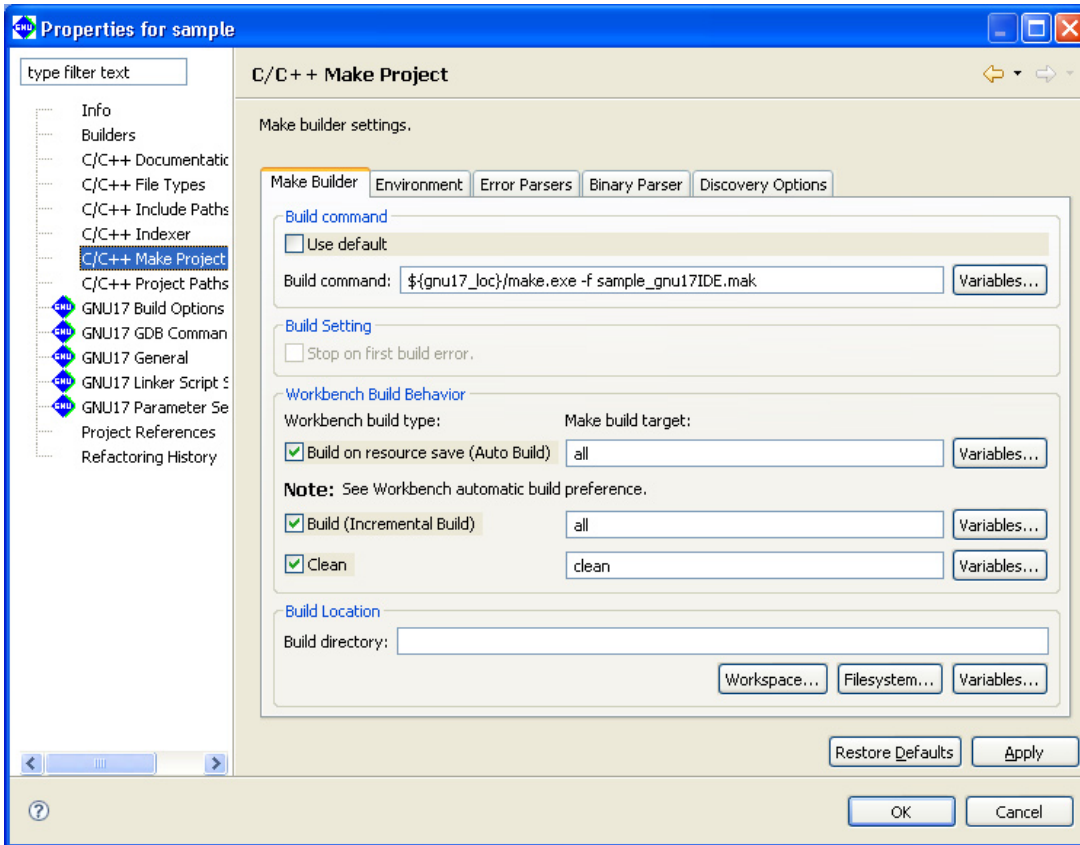 Properties for sample
type filter text
Info
Builders
C/C++ Documentatic
C/C++ File Types
C/C++ Include Paths
C/C++ Indexer
C/C++ Make Project
C/C++ Project Paths
GNU17 Build Options
GNU17 GDB Comman
GNU17 General
GNU17 Linker Script S
GNU17 Parameter Se
Project References
Refactoring History
C/C++ Make Project
Make builder settings.
Make Builder Environment Error Parsers Binary Parser Discovery Options
Build command
Use default
Build command: ${gnu17_loc}/make.exe -f sample_gnu17IDE.mak Variables...
Build Setting
Stop on first build error.
Workbench Build Behavior
Workbench build type: Make build target:
Build on resource save (Auto Build) all Variables...
Note: See Workbench automatic build preference.
Build (Incremental Build) all Variables...
Clean clean Variables...
Build Location
Build directory:
Workspace... Filesystem... Variables...
Restore Defaults Apply
OK Cancel